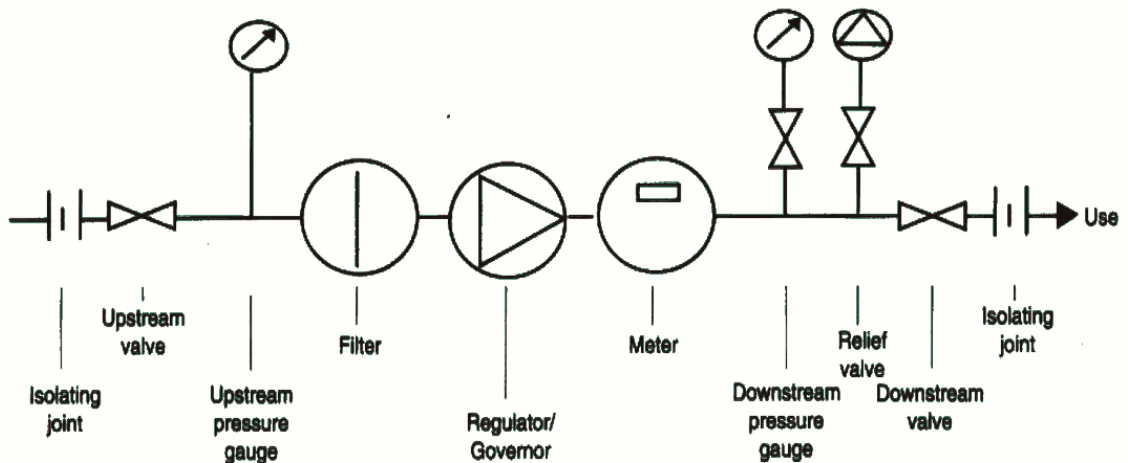 Use
Isolating
joint
Upstream
valve
Upstream
pressure
gauge
Filter
Regulator/
Governor
Meter
Downstream
pressure
gauge
Relief
valve
Downstream
valve
Isolating
joint